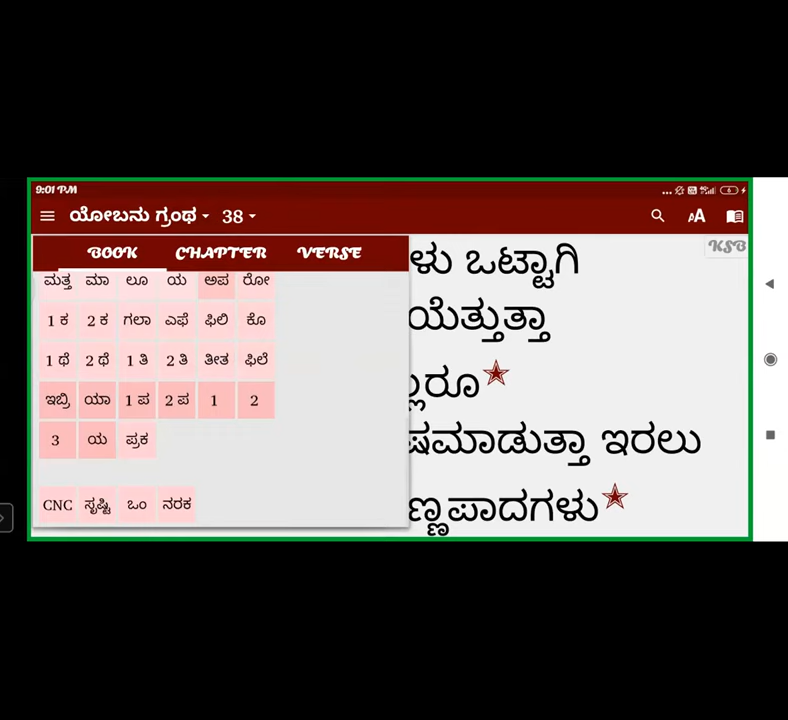 9:01 PM
ಯೋಬನು ಗ್ರಂಥ 38
AA
KSB
BOOK CHAPTER VERSE
ಮತ್ತ ಮಾ ಲೂ ಯ ಅಪ ರೋ
1 ಕ 2 ಕ ಗಲಾ ಎಫೆ ಫಿಲಿ ಕೊ
1 ಥೆ 2 ಥೆ 1 ತಿ 2 ತಿ ತೀತ ಫಿಲೆ
ಇಬ್ರಿ ಯಾ 1 ಪ 2 ಪ 1 2
3 ಯ ಪ್ರಕ
CNC ಸೃಷ್ಟಿ ಒಂ ನರಕ
ಳು ಒಟ್ಟಾಗಿ
ಯೆತ್ತುತ್ತಾ
ಲ್ಲರೂ
ಷಮಾಡುತ್ತಾ ಇರಲು
ಣ್ಣಪಾದಗಳು